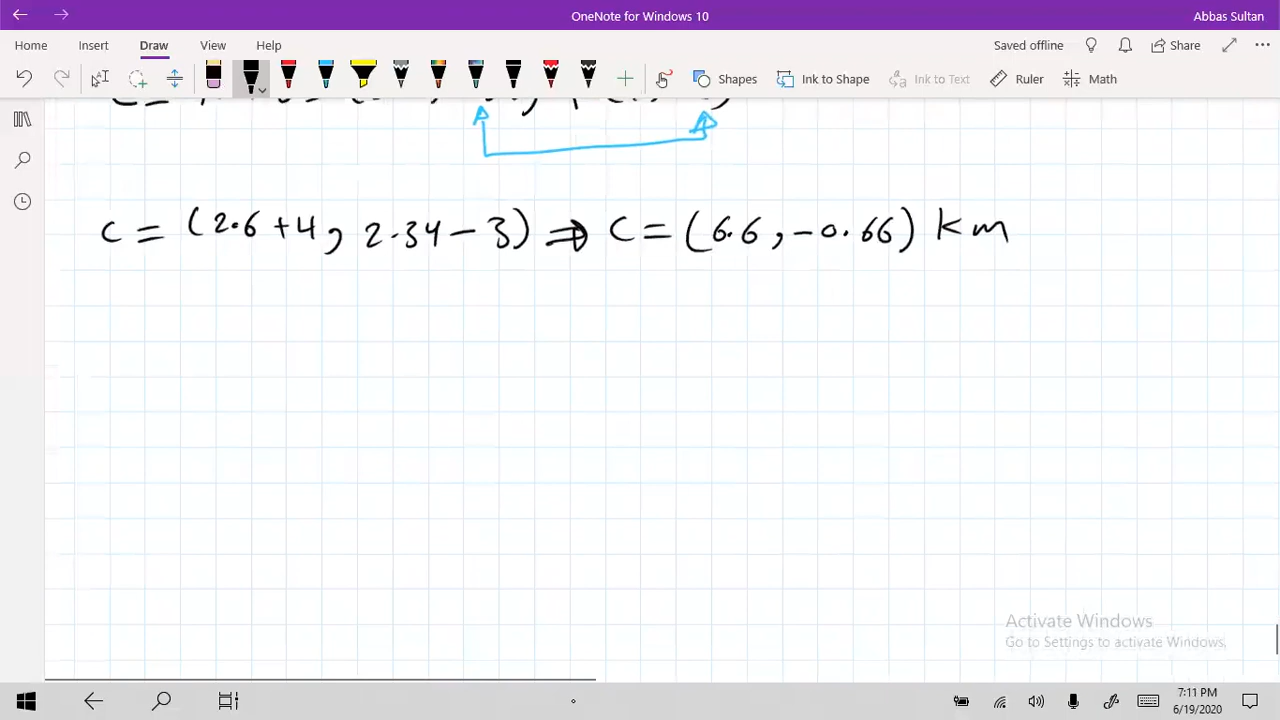 OneNote for Windows 10
Abbas Sultan
Home Insert Draw View Help
Saved offline Share
Shapes Ink to Shape Ink to Text Ruler Math
C = (2.6 + 4, 2.34 - 3) ⇒ C = (6.6, -0.66) km
Activate Windows
Go to Settings to activate Windows.
7:11 PM
6/19/2020